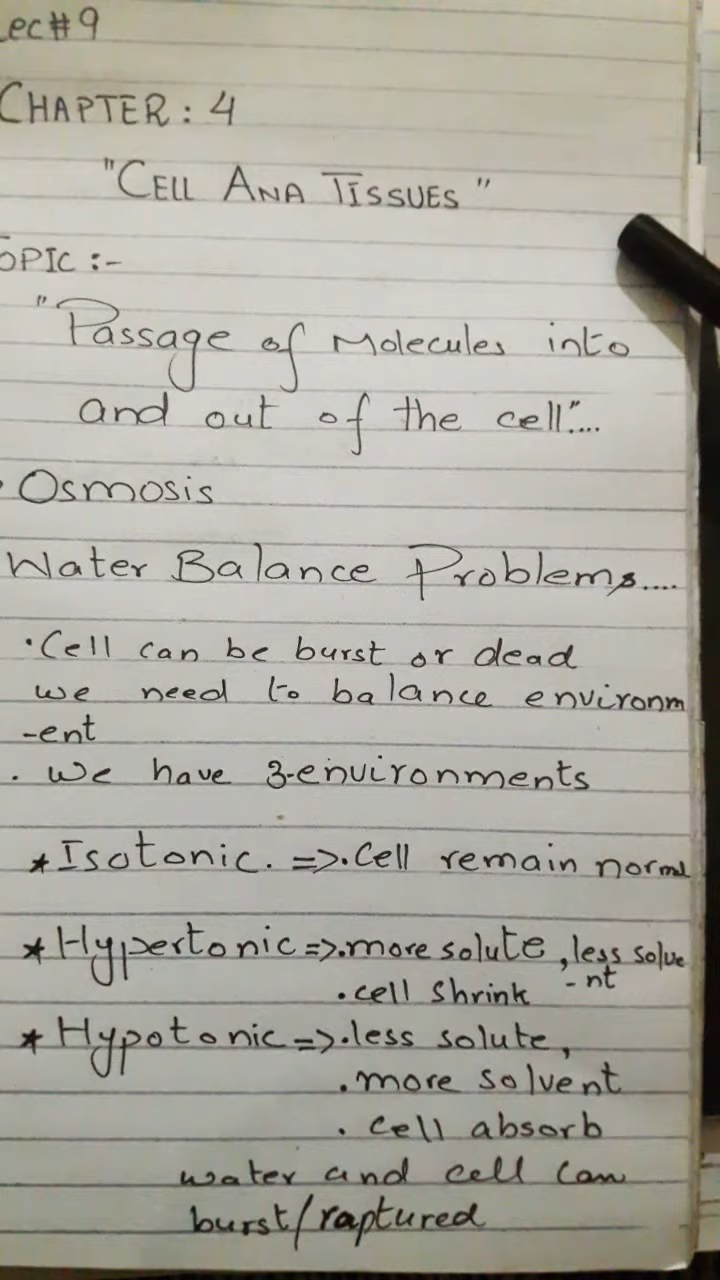 Lec#9
CHAPTER: 4
"CELL ANA TISSUES"
TOPIC :-
"Passage of Molecules into
and out of the cell"....
• Osmosis
Water Balance Problems....
• Cell can be burst or dead
we need to balance environm
-ent
. We have 3-environments
* Isotonic. => . Cell remain normal
* Hypertonic => . more solute, less solve
-nt
. cell shrink
* Hypotonic => . less solute,
. more solvent
. cell absorb
water and cell can
burst/raptured